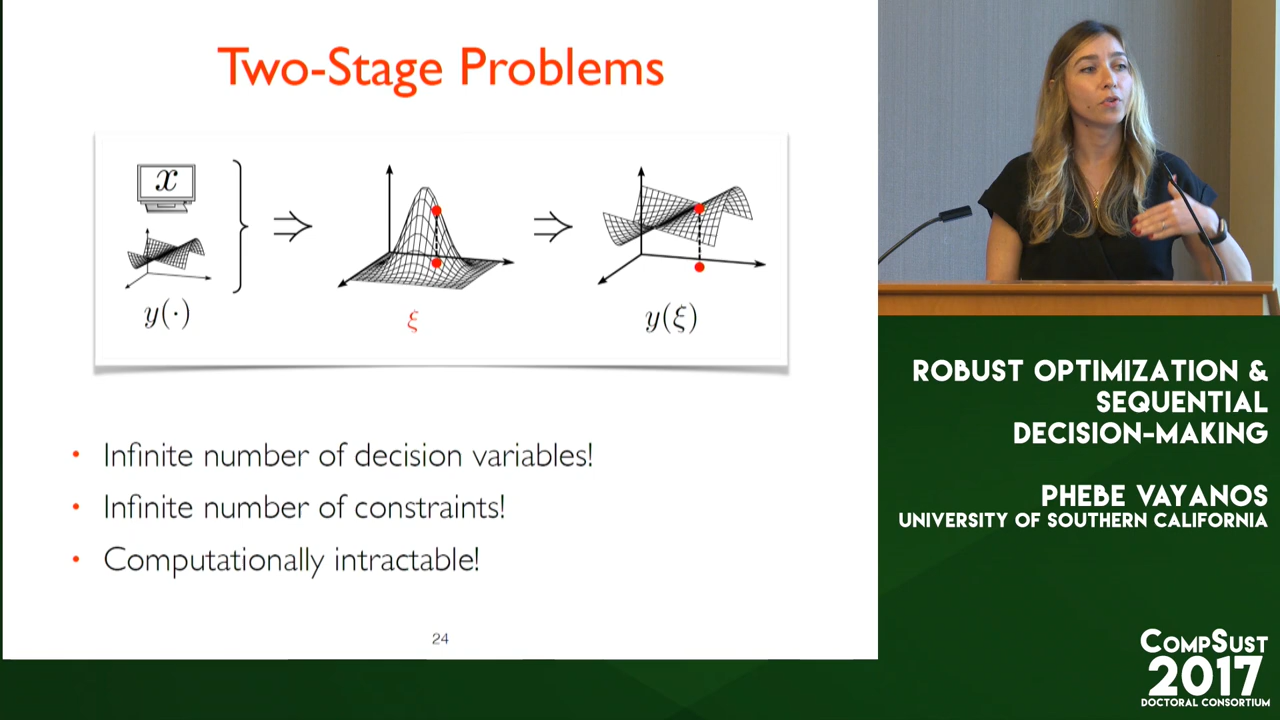 Two-Stage Problems
x
y(·)
⇒
ξ
⇒
y(ξ)
• Infinite number of decision variables!
• Infinite number of constraints!
• Computationally intractable!
24
ROBUST OPTIMIZATION &
SEQUENTIAL
DECISION-MAKING
PHEBE VAYANOS
UNIVERSITY OF SOUTHERN CALIFORNIA
COMPSUST
2017
DOCTORAL CONSORTIUM